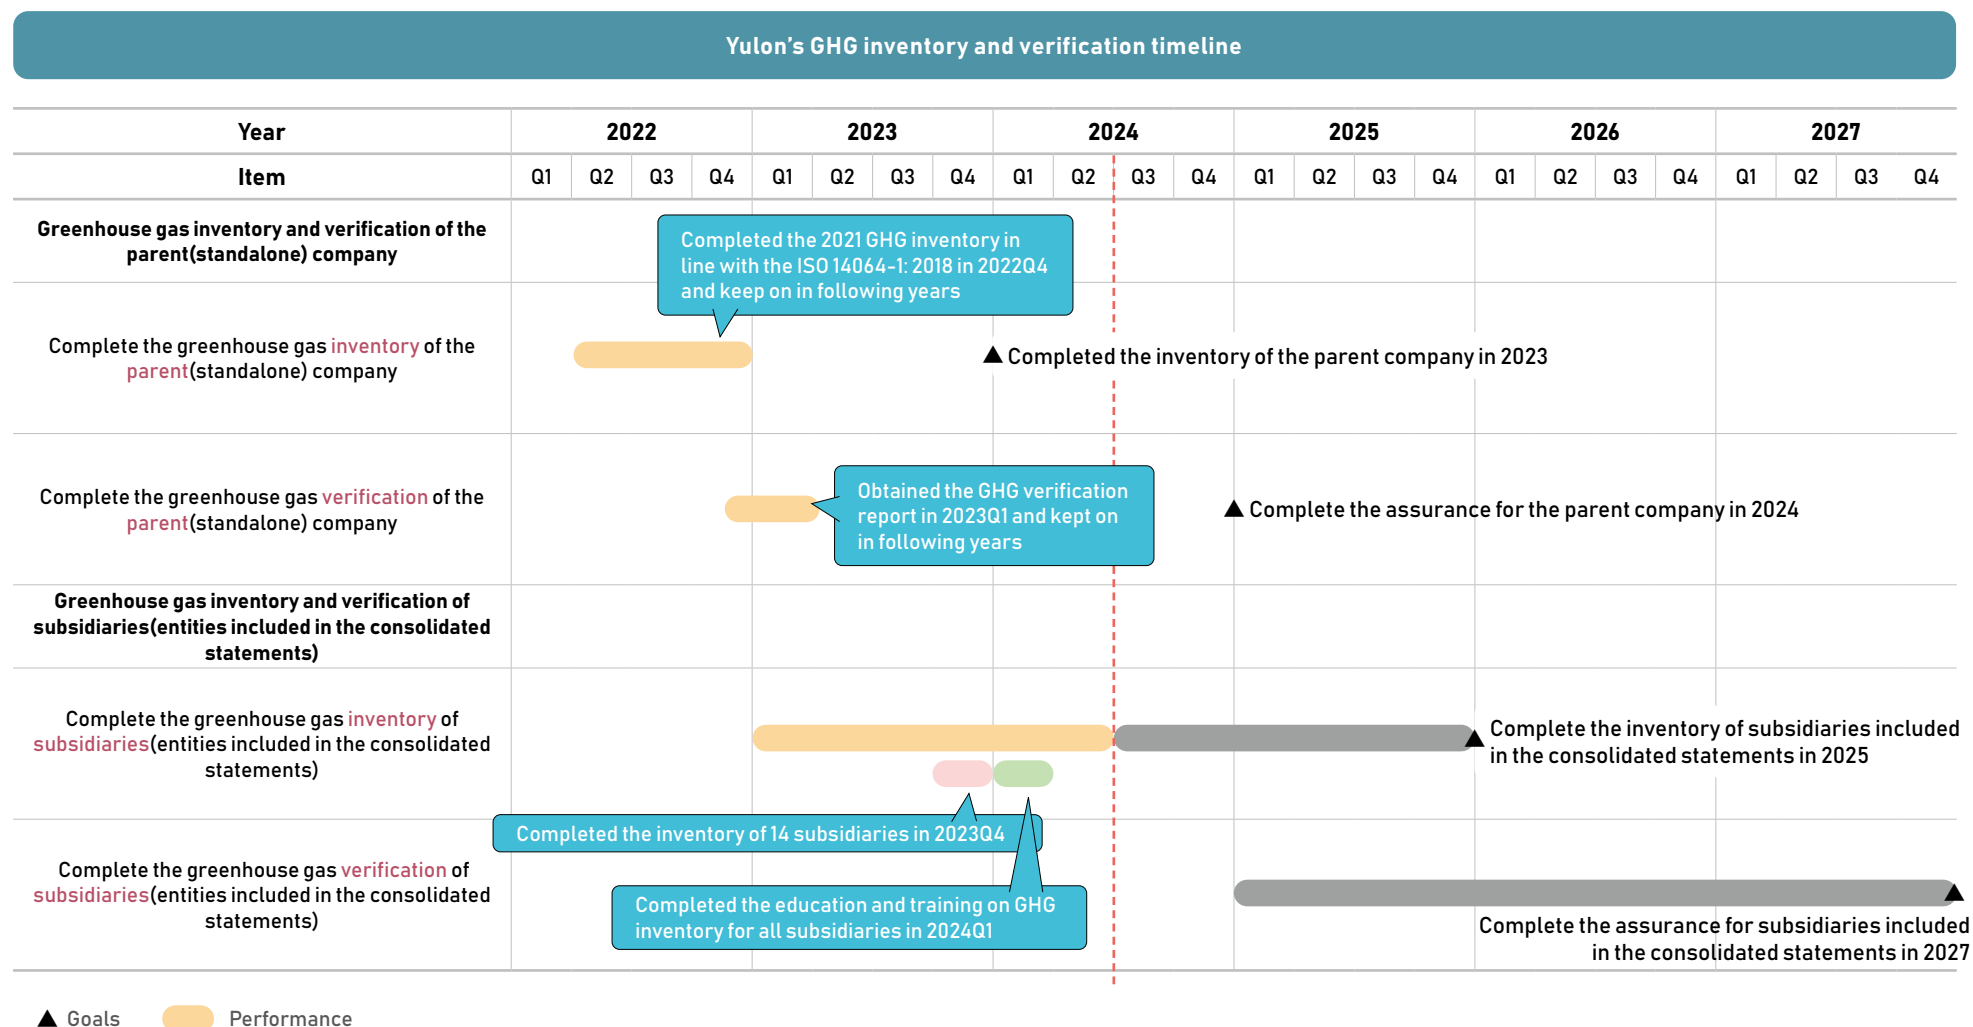 Yulon's GHG inventory and verification timeline
Year 2022 2023 2024 2025 2026 2027
Item Q1 Q2 Q3 Q4 Q1 Q2 Q3 Q4 Q1 Q2 Q3 Q4 Q1 Q2 Q3 Q4 Q1 Q2 Q3 Q4 Q1 Q2 Q3 Q4
Greenhouse gas inventory and verification of the
parent(standalone) company
Completed the 2021 GHG inventory in
line with the ISO 14064-1: 2018 in 2022Q4
and keep on in following years
Complete the greenhouse gas inventory of the
parent(standalone) company
Completed the inventory of the parent company in 2023
Complete the greenhouse gas verification of the
parent(standalone) company
Obtained the GHG verification
report in 2023Q1 and kept on
in following years
Complete the assurance for the parent company in 2024
Greenhouse gas inventory and verification of
subsidiaries(entities included in the consolidated
statements)
Complete the greenhouse gas inventory of
subsidiaries(entities included in the consolidated
statements)
Complete the inventory of subsidiaries included
in the consolidated statements in 2025
Completed the inventory of 14 subsidiaries in 2023Q4
Complete the greenhouse gas verification of
subsidiaries(entities included in the consolidated
statements)
Completed the education and training on GHG
inventory for all subsidiaries in 2024Q1
Complete the assurance for subsidiaries included
in the consolidated statements in 2027
Goals
Performance